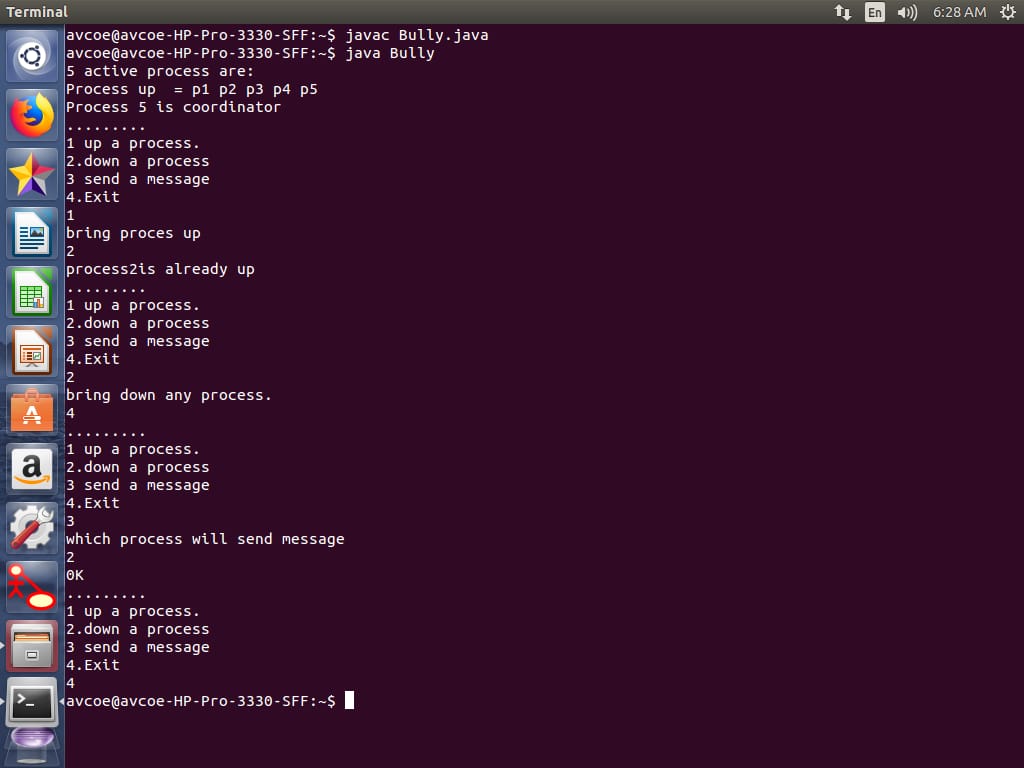 Terminal
En
6:28 AM
avcoe@avcoe-HP-Pro-3330-SFF:~$ javac Bully.java
avcoe@avcoe-HP-Pro-3330-SFF:~$ java Bully
5 active process are:
Process up  = p1 p2 p3 p4 p5
Process 5 is coordinator
.........
1 up a process.
2.down a process
3 send a message
4.Exit
1
bring proces up
2
process2is already up
.........
1 up a process.
2.down a process
3 send a message
4.Exit
2
bring down any process.
4
.........
1 up a process.
2.down a process
3 send a message
4.Exit
3
which process will send message
2
0K
.........
1 up a process.
2.down a process
3 send a message
4.Exit
4
avcoe@avcoe-HP-Pro-3330-SFF:~$